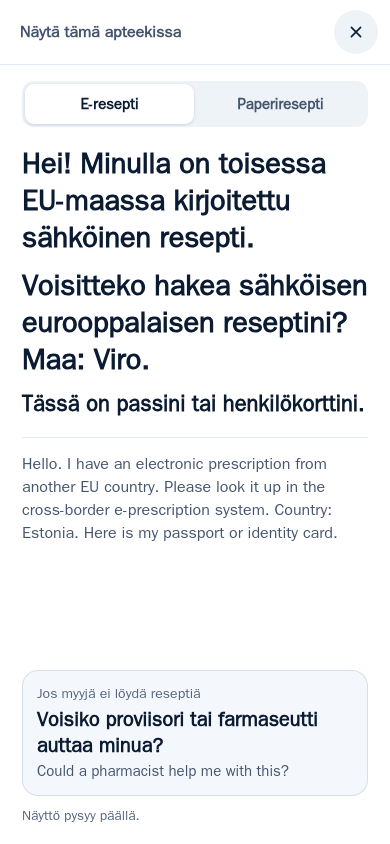 Näytä tämä apteekissa
E-resepti
Paperiresepti
Hei! Minulla on toisessa
EU-maassa kirjoitettu
sähköinen resepti.
Voisitteko hakea sähköisen
eurooppalaisen reseptini?
Maa: Viro.
Tässä on passini tai henkilökorttini.
Hello. I have an electronic prescription from
another EU country. Please look it up in the
cross-border e-prescription system. Country:
Estonia. Here is my passport or identity card.
Jos myyjä ei löydä reseptiä
Voisiko proviisori tai farmaseutti
auttaa minua?
Could a pharmacist help me with this?
Näyttö pysyy päällä.